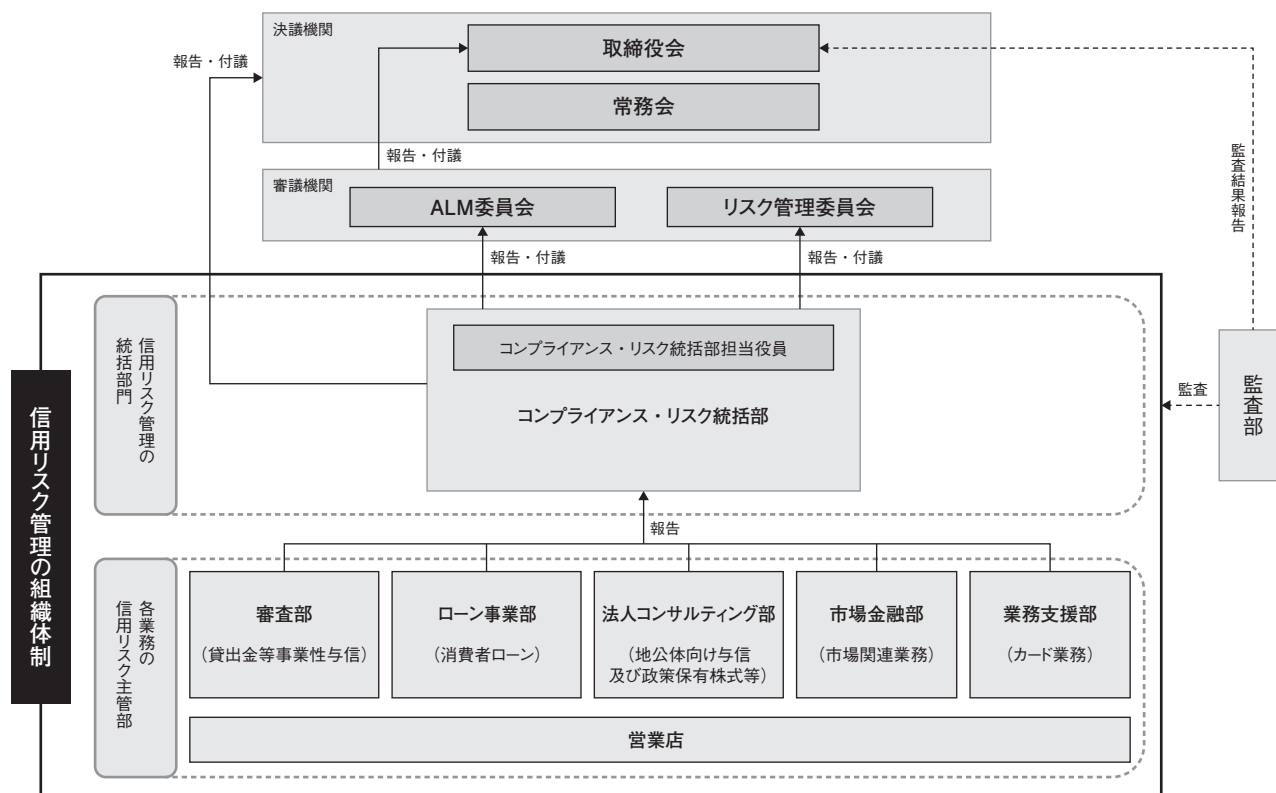 決議機関
取締役会
報告・付議
常務会
報告・付議
審議機関
ALM委員会
リスク管理委員会
監査結果報告
報告・付議
報告・付議
信用リスク管理の
統括部門
コンプライアンス・リスク統括部担当役員
コンプライアンス・リスク統括部
監査
監査部
信用リスク管理の組織体制
報告
各業務の
信用リスク主管部
審査部
（貸出金等事業性与信）
ローン事業部
（消費者ローン）
法人コンサルティング部
（地公体向け与信
及び政策保有株式等）
市場金融部
（市場関連業務）
業務支援部
（カード業務）
営業店